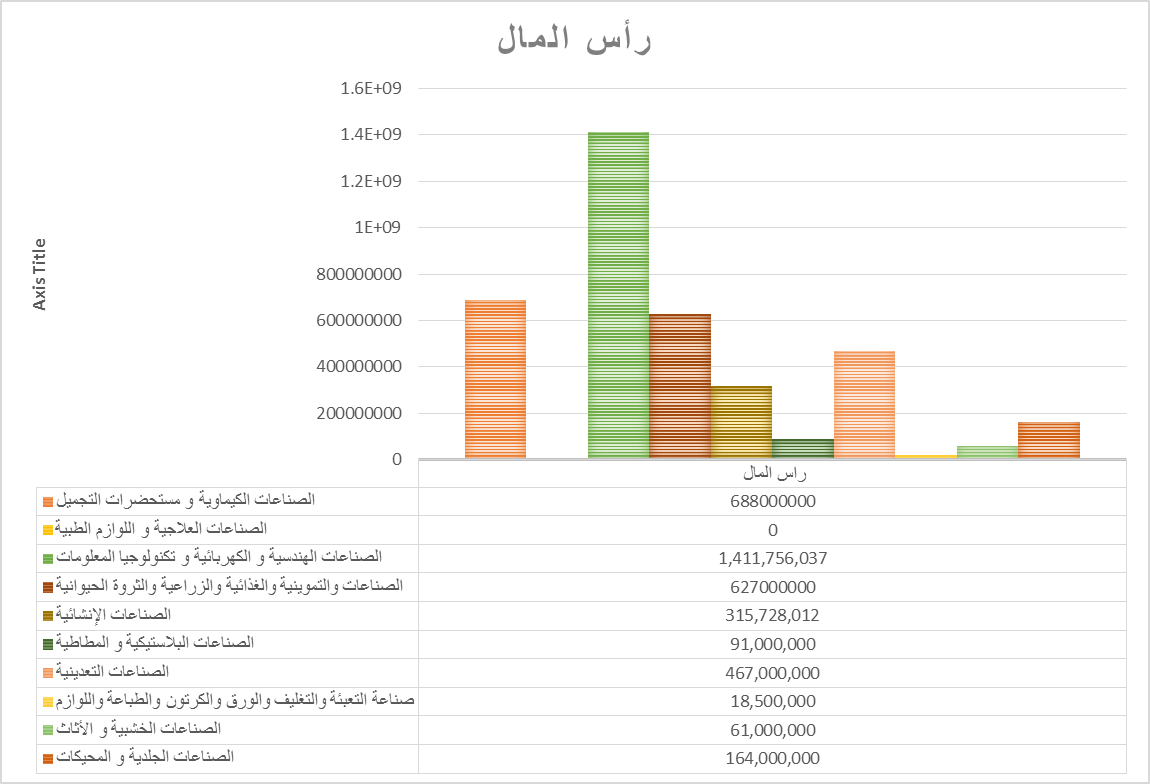 رأس المال
1.6E+09
1.4E+09
1.2E+09
1E+09
800000000
600000000
400000000
200000000
0
Axis Title
راس المال
الصناعات الكيماوية و مستحضرات التجميل 688000000
الصناعات العلاجية و اللوازم الطبية 0
الصناعات الهندسية و الكهربائية و تكنولوجيا المعلومات 1,411,756,037
الصناعات والتموينية والغذائية والزراعية والثروة الحيوانية 627000000
الصناعات الإنشائية 315,728,012
الصناعات البلاستيكية و المطاطية 91,000,000
الصناعات التعدينية 467,000,000
صناعة التعبئة والتغليف والورق والكرتون والطباعة واللوازم 18,500,000
الصناعات الخشبية و الأثاث 61,000,000
الصناعات الجلدية و المحيكات 164,000,000